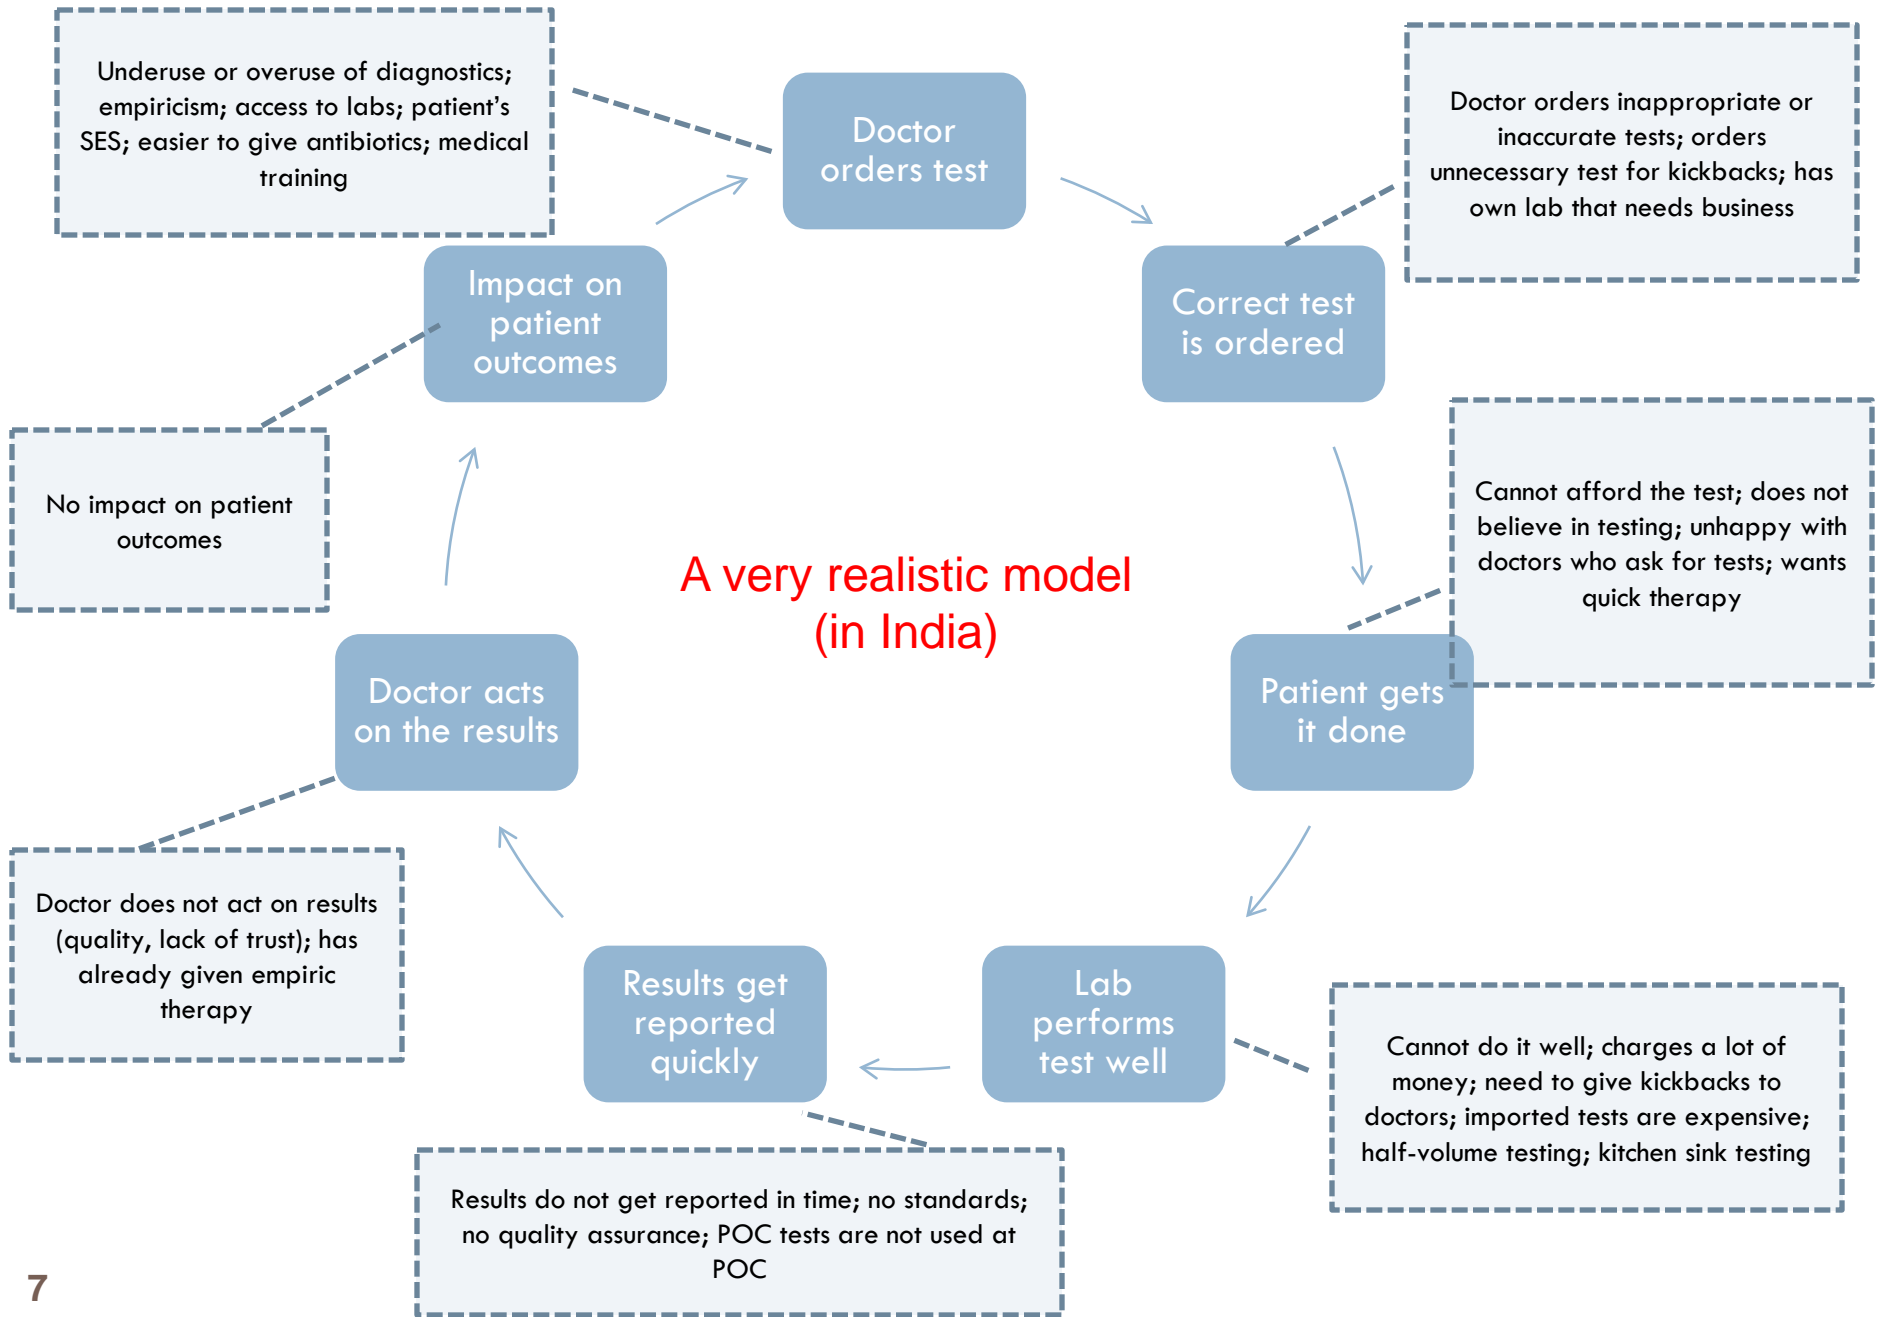 Underuse or overuse of diagnostics;
empiricism; access to labs; patient's
SES; easier to give antibiotics; medical
training
Doctor
orders test
Doctor orders inappropriate or
inaccurate tests; orders
unnecessary test for kickbacks; has
own lab that needs business
Impact on
patient
outcomes
Correct test
is ordered
No impact on patient
outcomes
Cannot afford the test; does not
believe in testing; unhappy with
doctors who ask for tests; wants
quick therapy
A very realistic model
(in India)
Doctor acts
on the results
Patient gets
it done
Doctor does not act on results
(quality, lack of trust); has
already given empiric
therapy
Results get
reported
quickly
Lab
performs
test well
Cannot do it well; charges a lot of
money; need to give kickbacks to
doctors; imported tests are expensive;
half-volume testing; kitchen sink testing
Results do not get reported in time; no standards;
no quality assurance; POC tests are not used at
POC
7